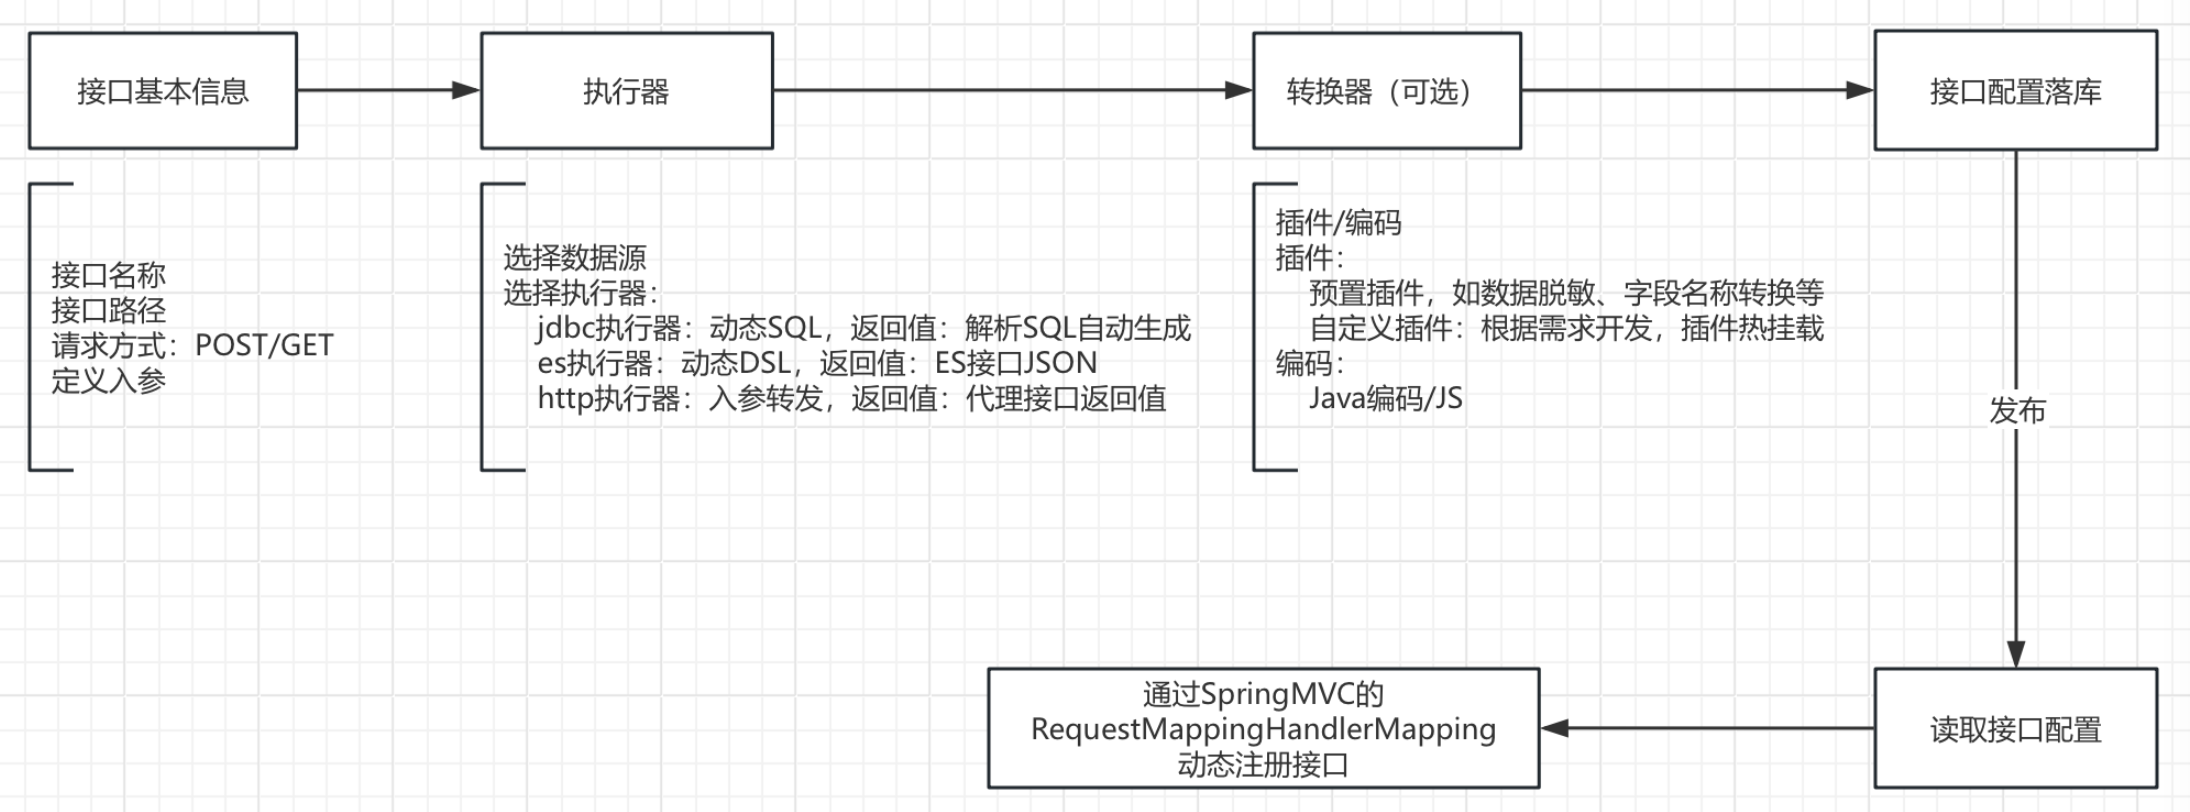 接口基本信息
执行器
转换器（可选）
接口配置落库
接口名称
接口路径
请求方式：POST/GET
定义入参
选择数据源
选择执行器：
jdbc执行器：动态SQL，返回值：解析SQL自动生成
es执行器：动态DSL，返回值：ES接口JSON
http执行器：入参转发，返回值：代理接口返回值
插件/编码
插件：
预置插件，如数据脱敏、字段名称转换等
自定义插件：根据需求开发，插件热挂载
编码：
Java编码/JS
发布
通过SpringMVC的
RequestMappingHandlerMapping
动态注册接口
读取接口配置